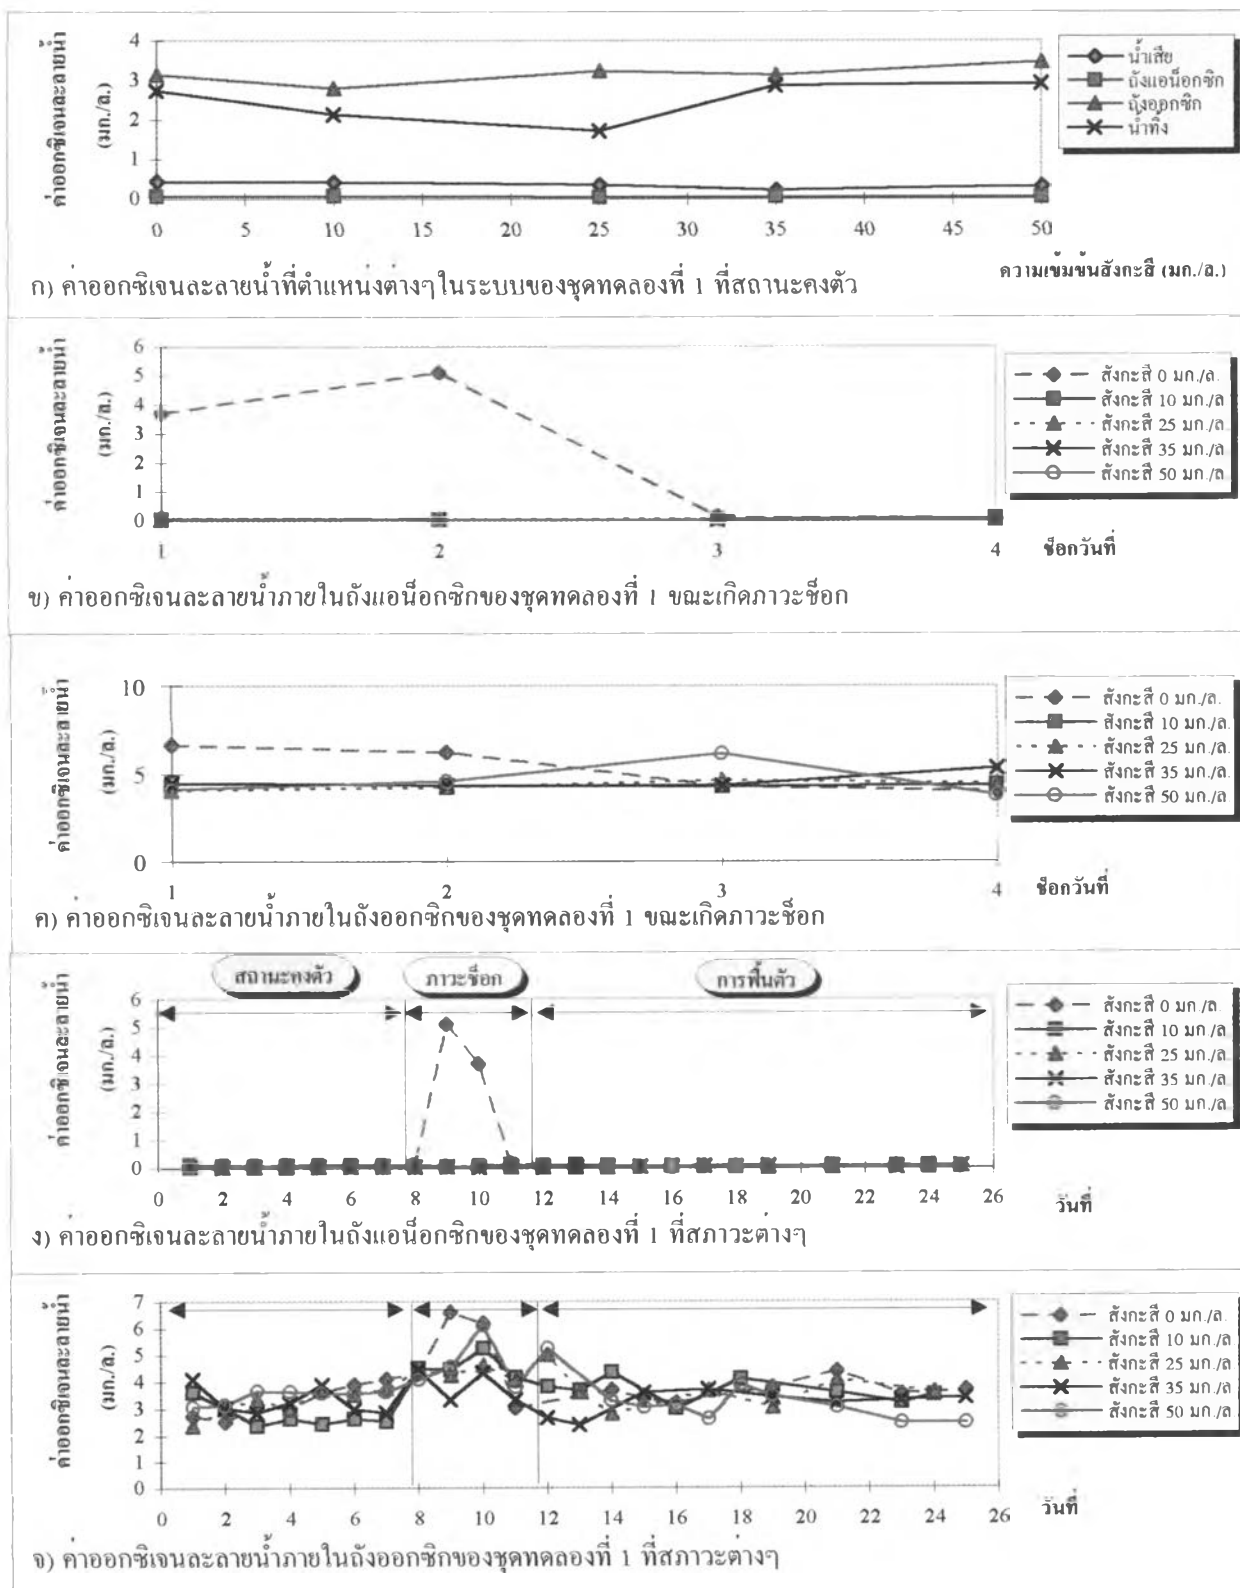 ค่าออกซิเจนละลายน้ำ
(มก./ล.)
4
3
2
1
0
0 5 10 15 20 25 30 35 40 45 50
น้ำเสีย
ถังแอน็อกซิก
ถังออกซิก
น้ำทิ้ง
ความเข้มข้นสังกะสี (มก./ล.)
ก) ค่าออกซิเจนละลายน้ำที่ตำแหน่งต่างๆในระบบของชุดทดลองที่ 1 ที่สถานะคงตัว
ค่าออกซิเจนละลายน้ำ
(มก./ล.)
6
5
4
3
2
1
0
1 2 3 4
ช็อกวันที่
สังกะสี 0 มก./ล.
สังกะสี 10 มก./ล
สังกะสี 25 มก./ล.
สังกะสี 35 มก./ล
สังกะสี 50 มก./ล
ข) ค่าออกซิเจนละลายน้ำภายในถังแอน็อกซิกของชุดทดลองที่ 1 ขณะเกิดภาวะช็อก
ค่าออกซิเจนละลายน้ำ
(มก./ล.)
10
5
0
1 2 3 4
ช็อกวันที่
สังกะสี 0 มก./ล.
สังกะสี 10 มก./ล
สังกะสี 25 มก./ล.
สังกะสี 35 มก./ล
สังกะสี 50 มก./ล
ค) ค่าออกซิเจนละลายน้ำภายในถังออกซิกของชุดทดลองที่ 1 ขณะเกิดภาวะช็อก
สถานะคงตัว ภาวะช็อก การฟื้นตัว
ค่าออกซิเจนละลายน้ำ
(มก./ล.)
6
5
4
3
2
1
0
0 2 4 6 8 10 12 14 16 18 20 22 24 26
วันที่
สังกะสี 0 มก./ล.
สังกะสี 10 มก./ล
สังกะสี 25 มก./ล.
สังกะสี 35 มก./ล
สังกะสี 50 มก./ล
ง) ค่าออกซิเจนละลายน้ำภายในถังแอน็อกซิกของชุดทดลองที่ 1 ที่สภาวะต่างๆ
ค่าออกซิเจนละลายน้ำ
(มก./ล.)
7
6
5
4
3
2
1
0
0 2 4 6 8 10 12 14 16 18 20 22 24 26
วันที่
สังกะสี 0 มก./ล.
สังกะสี 10 มก./ล
สังกะสี 25 มก./ล
สังกะสี 35 มก./ล
สังกะสี 50 มก./ล
จ) ค่าออกซิเจนละลายน้ำภายในถังออกซิกของชุดทดลองที่ 1 ที่สภาวะต่างๆ